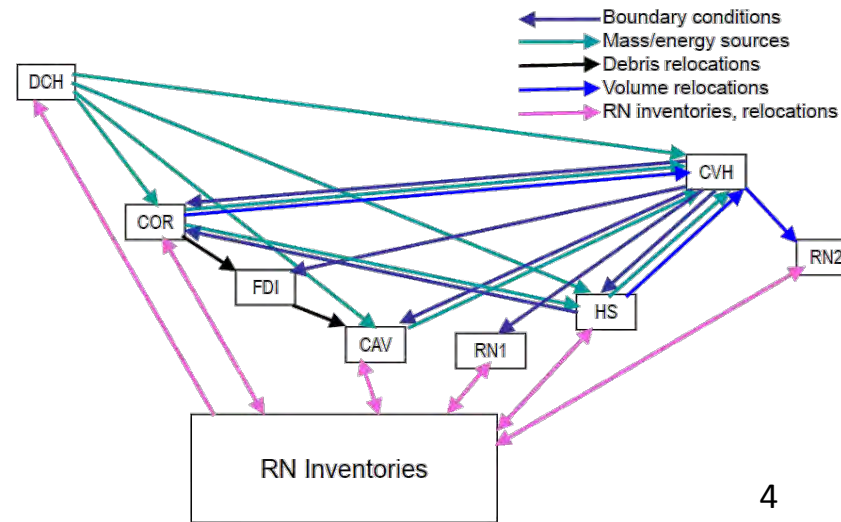 Boundary conditions
Mass/energy sources
Debris relocations
Volume relocations
RN inventories, relocations
DCH
CVH
COR
RN2
FDI
HS
CAV
RN1
RN Inventories
4